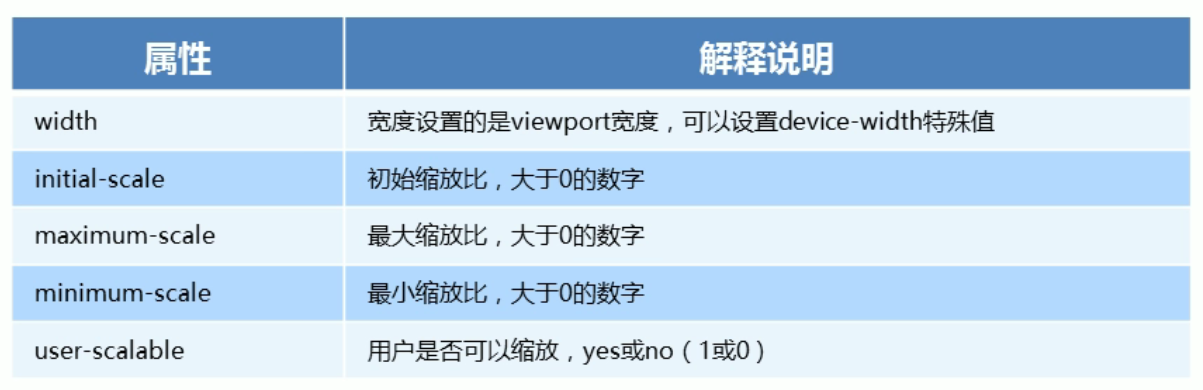 属性 解释说明
width 宽度设置的是viewport宽度，可以设置device-width特殊值
initial-scale 初始缩放比，大于0的数字
maximum-scale 最大缩放比，大于0的数字
minimum-scale 最小缩放比，大于0的数字
user-scalable 用户是否可以缩放，yes或no（1或0）